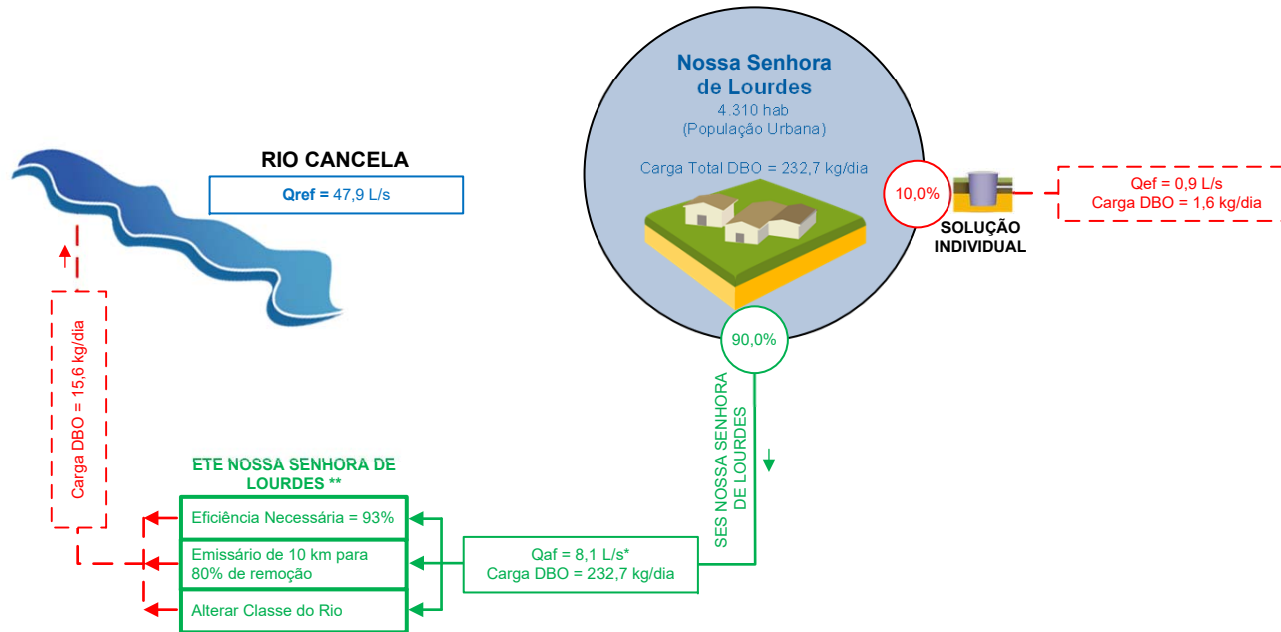 Nossa Senhora
de Lourdes
4.310 hab
(População Urbana)
Carga Total DBO = 232,7 kg/dia
RIO CANCELA
Qref = 47,9 L/s
10,0%
SOLUÇÃO
INDIVIDUAL
Qef = 0,9 L/s
Carga DBO = 1,6 kg/dia
90,0%
SES NOSSA SENHORA
DE LOURDES
Carga DBO = 15,6 kg/dia
ETE NOSSA SENHORA DE
LOURDES **
Eficiência Necessária = 93%
Emissário de 10 km para
80% de remoção
Alterar Classe do Rio
Qaf = 8,1 L/s*
Carga DBO = 232,7 kg/dia